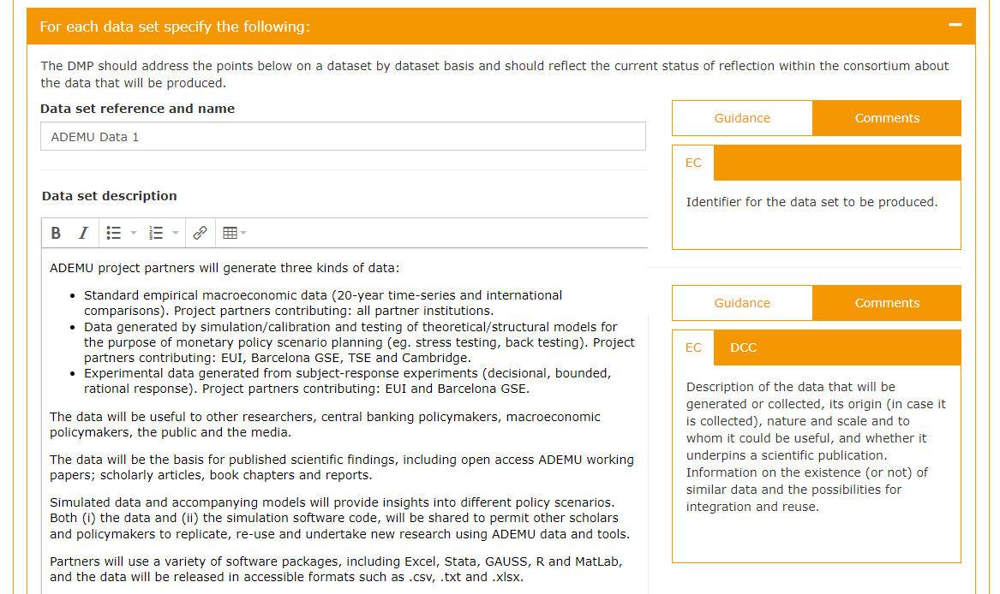 For each data set specify the following:
The DMP should address the points below on a dataset by dataset basis and should reflect the current status of reflection within the consortium about
the data that will be produced.
Data set reference and name
ADEMU Data 1
Guidance
Comments
EC
Identifier for the data set to be produced.
Data set description
B I
ADEMU project partners will generate three kinds of data:
• Standard empirical macroeconomic data (20-year time-series and international
comparisons). Project partners contributing: all partner institutions.
• Data generated by simulation/calibration and testing of theoretical/structural models for
the purpose of monetary policy scenario planning (eg. stress testing, back testing). Project
partners contributing: EUI, Barcelona GSE, TSE and Cambridge.
• Experimental data generated from subject-response experiments (decisional, bounded,
rational response). Project partners contributing: EUI and Barcelona GSE.
The data will be useful to other researchers, central banking policymakers, macroeconomic
policymakers, the public and the media.
The data will be the basis for published scientific findings, including open access ADEMU working
papers; scholarly articles, book chapters and reports.
Simulated data and accompanying models will provide insights into different policy scenarios.
Both (i) the data and (ii) the simulation software code, will be shared to permit other scholars
and policymakers to replicate, re-use and undertake new research using ADEMU data and tools.
Partners will use a variety of software packages, including Excel, Stata, GAUSS, R and MatLab,
and the data will be released in accessible formats such as .csv, .txt and .xlsx.
Guidance
Comments
EC
DCC
Description of the data that will be
generated or collected, its origin (in case it
is collected), nature and scale and to
whom it could be useful, and whether it
underpins a scientific publication.
Information on the existence (or not) of
similar data and the possibilities for
integration and reuse.